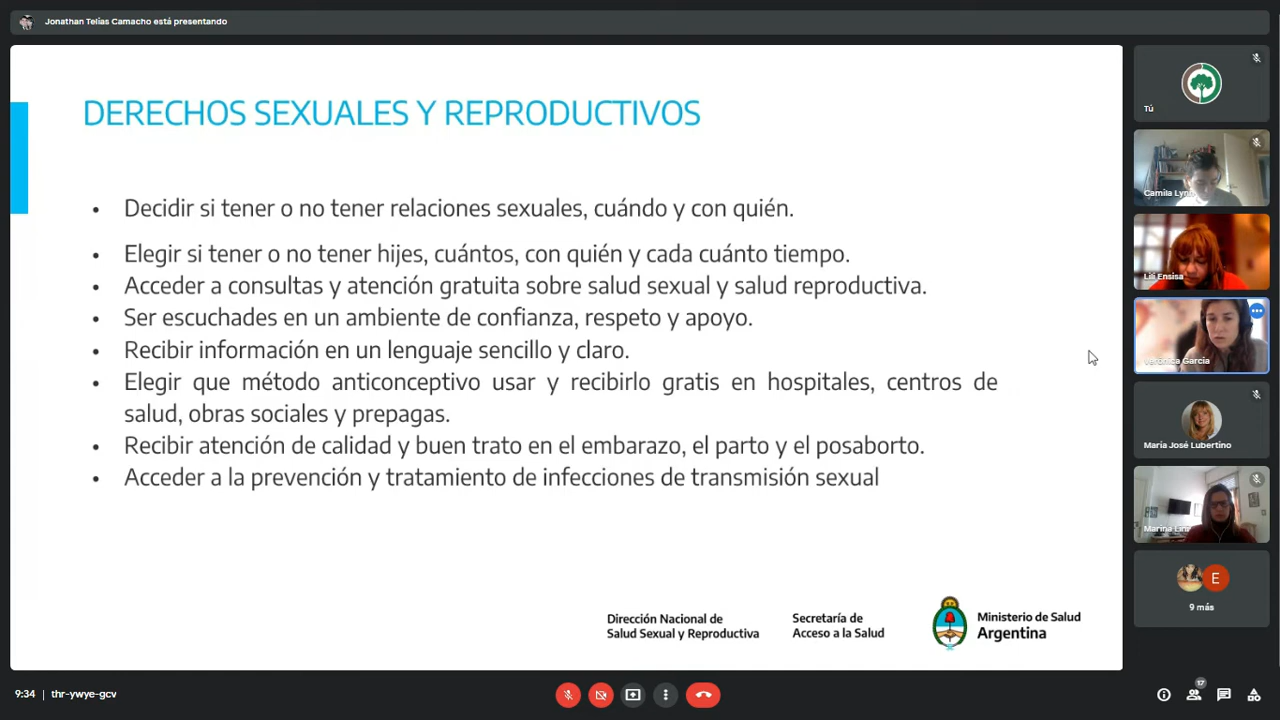 Jonathan Telías Camacho está presentando
DERECHOS SEXUALES Y REPRODUCTIVOS
• Decidir si tener o no tener relaciones sexuales, cuándo y con quién.
• Elegir si tener o no tener hijes, cuántos, con quién y cada cuánto tiempo.
• Acceder a consultas y atención gratuita sobre salud sexual y salud reproductiva.
• Ser escuchades en un ambiente de confianza, respeto y apoyo.
• Recibir información en un lenguaje sencillo y claro.
• Elegir que método anticonceptivo usar y recibirlo gratis en hospitales, centros de
salud, obras sociales y prepagas.
• Recibir atención de calidad y buen trato en el embarazo, el parto y el posaborto.
• Acceder a la prevención y tratamiento de infecciones de transmisión sexual
Dirección Nacional de
Salud Sexual y Reproductiva
Secretaría de
Acceso a la Salud
Ministerio de Salud
Argentina
Tú
Camila Lynn
Lili Ensisa
Verónica García
María José Lubertino
Marina
E
9 más
9:34 | thr-ywye-gcv
17